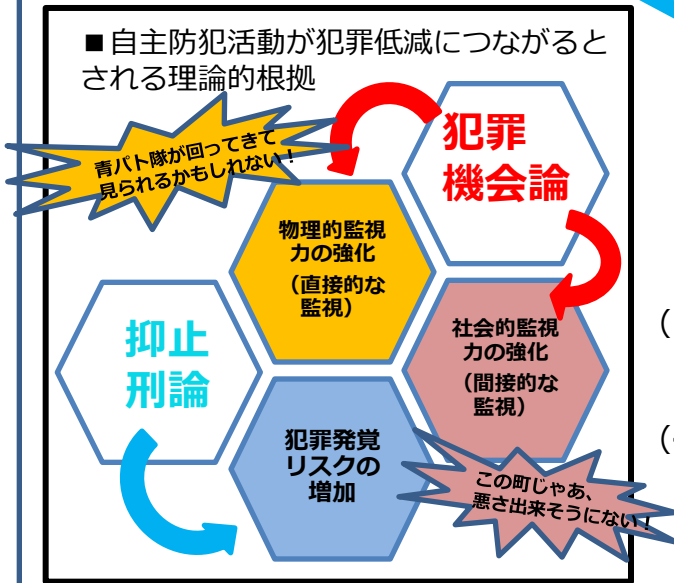 ■自主防犯活動が犯罪低減につながると
される理論的根拠
青パト隊が回ってきて
見られるかもしれない！
犯罪
機会論
物理的監視
力の強化
（直接的な
監視）
社会的監視
力の強化
（間接的な
監視）
抑止
刑論
犯罪発覚
リスクの
増加
この町じゃあ、
悪さ出来そうにない！
（
（